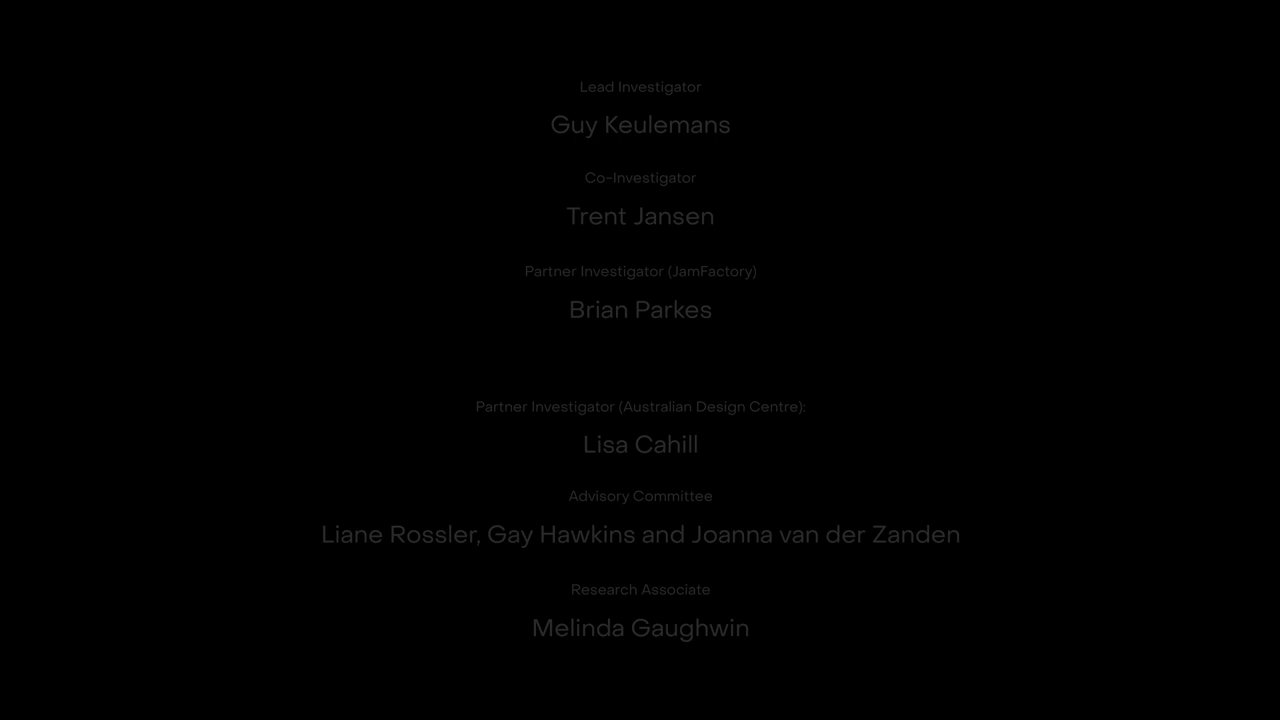 Lead Investigator
Guy Keulemans
Co-Investigator
Trent Jansen
Partner Investigator (JamFactory)
Brian Parkes
Partner Investigator (Australian Design Centre):
Lisa Cahill
Advisory Committee
Liane Rossler, Gay Hawkins and Joanna van der Zanden
Research Associate
Melinda Gaughwin